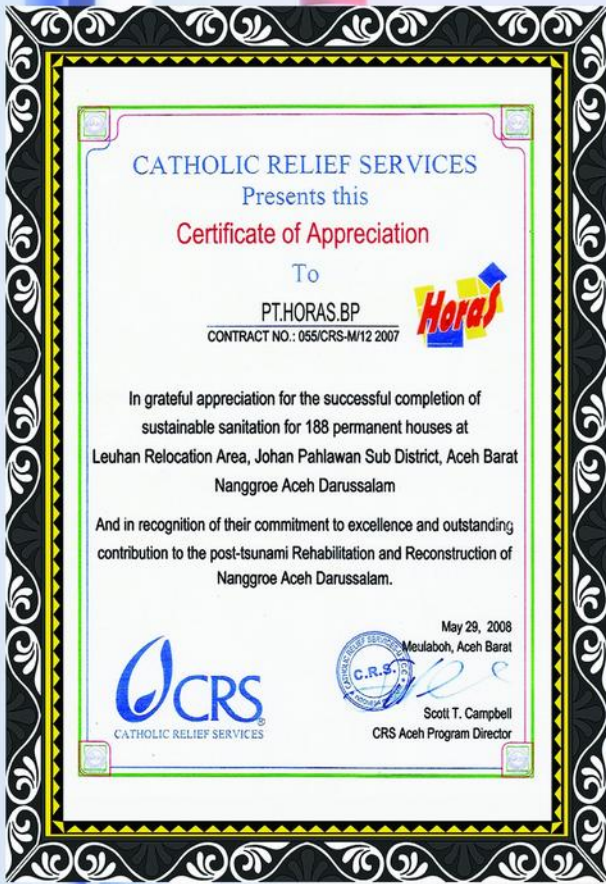 CATHOLIC RELIEF SERVICES
Presents this
Certificate of Appreciation
To
PT.HORAS.BP
CONTRACT NO.: 055/CRS-M/12 2007
Horas
In grateful appreciation for the successful completion of
sustainable sanitation for 188 permanent houses at
Leuhan Relocation Area, Johan Pahlawan Sub District, Aceh Barat
Nanggroe Aceh Darussalam
And in recognition of their commitment to excellence and outstanding
contribution to the post-tsunami Rehabilitation and Reconstruction of
Nanggroe Aceh Darussalam.
May 29, 2008
Meulaboh, Aceh Barat
C.R.S.
CATHOLIC RELIEF SERVICES
Scott T. Campbell
CRS Aceh Program Director
CRS
CATHOLIC RELIEF SERVICES